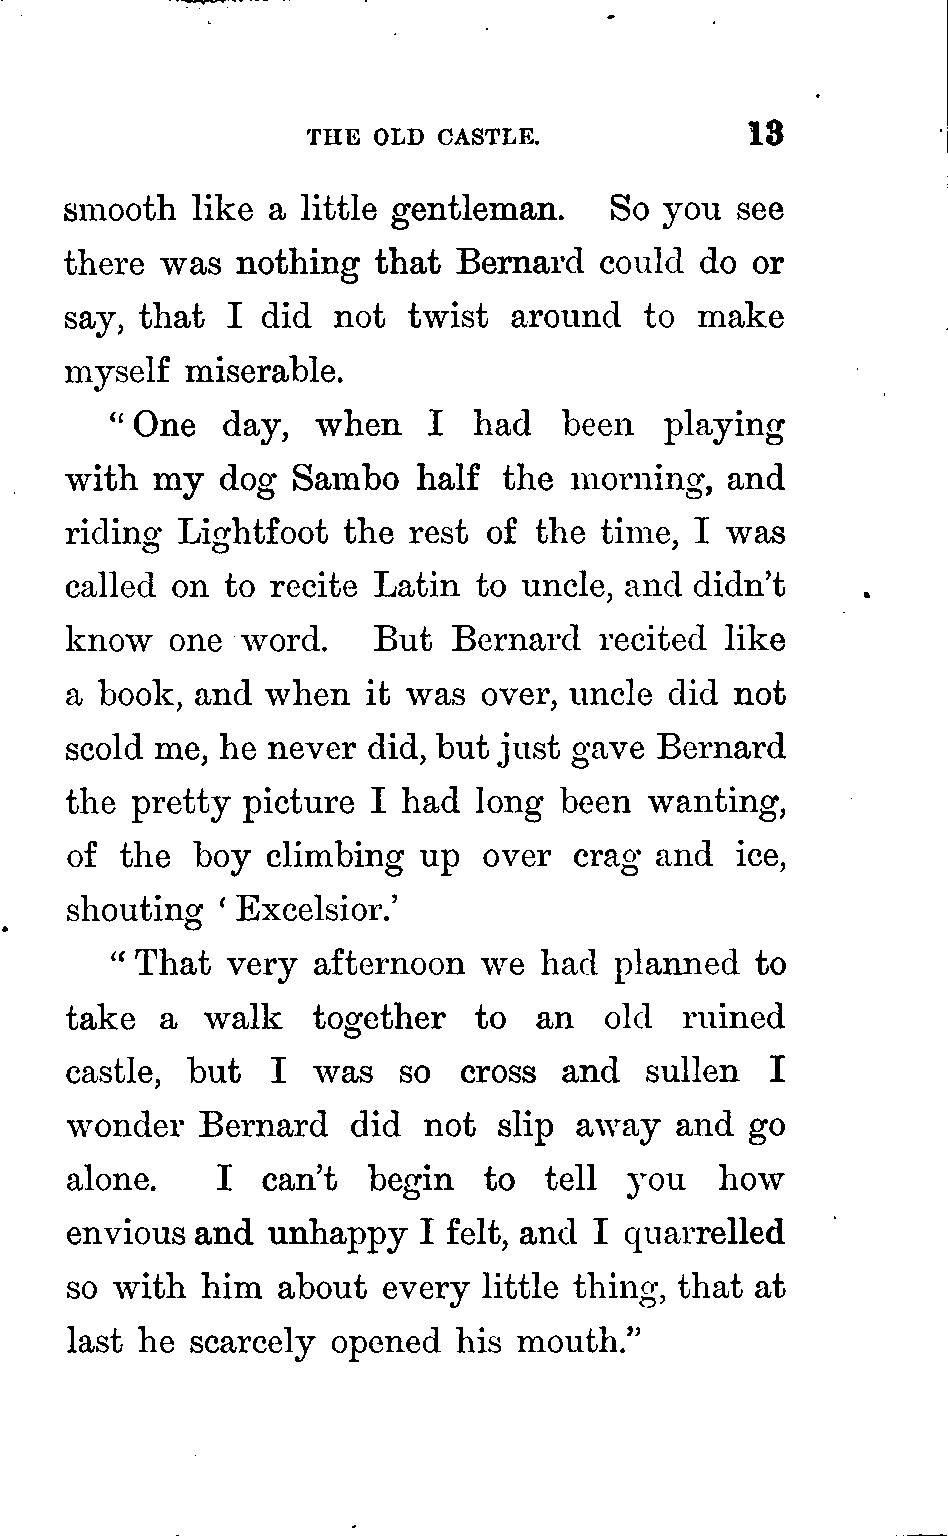 THE OLD CASTLE. 13
smooth like a little gentleman. So you see
there was nothing that Bernard could do or
say, that I did not twist around to make
myself miserable.
“One day, when I had been playing
with my dog Sambo half the morning, and
riding Lightfoot the rest of the time, I was
called on to recite Latin to uncle, and didn’t
know one word. But Bernard recited like
a book, and when it was over, uncle did not
scold me, he never did, but just gave Bernard
the pretty picture I had long been wanting,
of the boy climbing up over crag and ice,
shouting ‘Excelsior.’
“That very afternoon we had planned to
take a walk together to an old ruined
castle, but I was so cross and sullen I
wonder Bernard did not slip away and go
alone. I can’t begin to tell you how
envious and unhappy I felt, and I quarrelled
so with him about every little thing, that at
last he scarcely opened his mouth.”